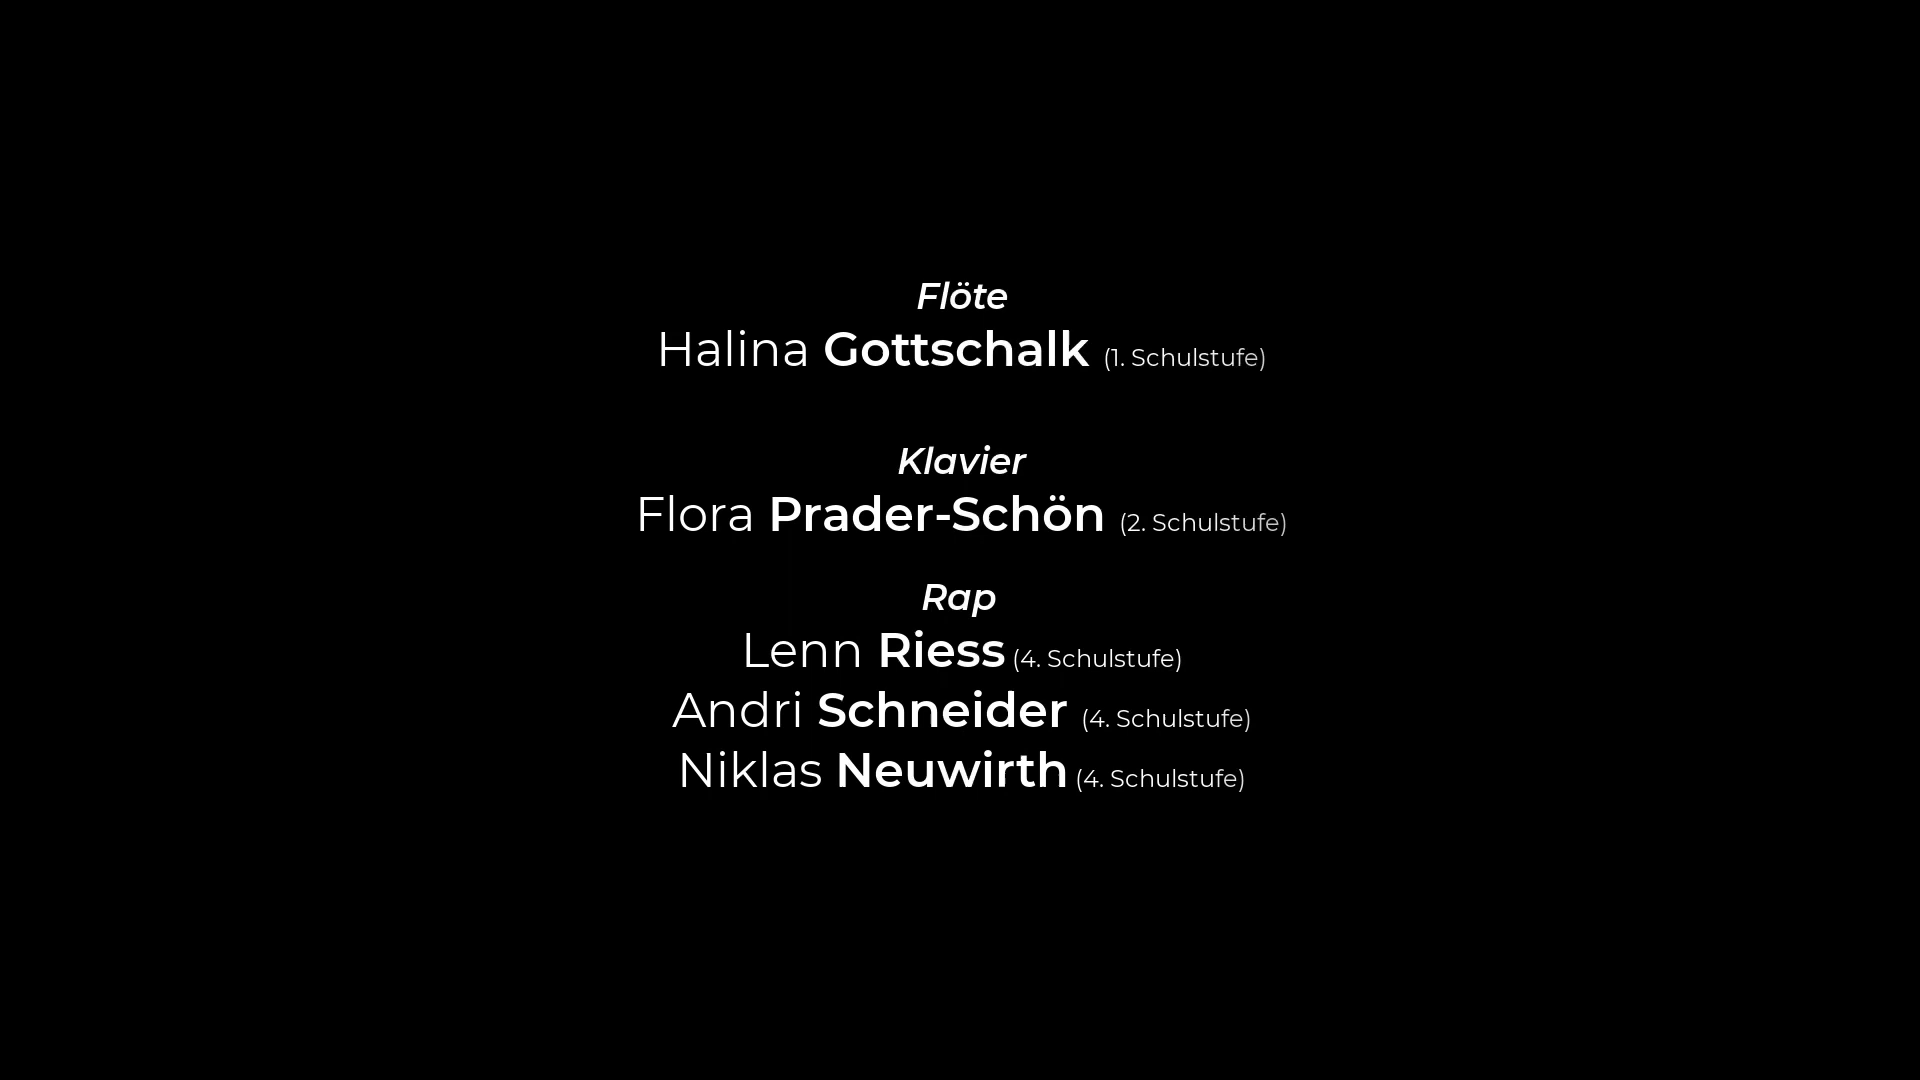 Flöte
Halina Gottschalk (1. Schulstufe)
Klavier
Flora Prader-Schön (2. Schulstufe)
Rap
Lenn Riess (4. Schulstufe)
Andri Schneider (4. Schulstufe)
Niklas Neuwirth (4. Schulstufe)